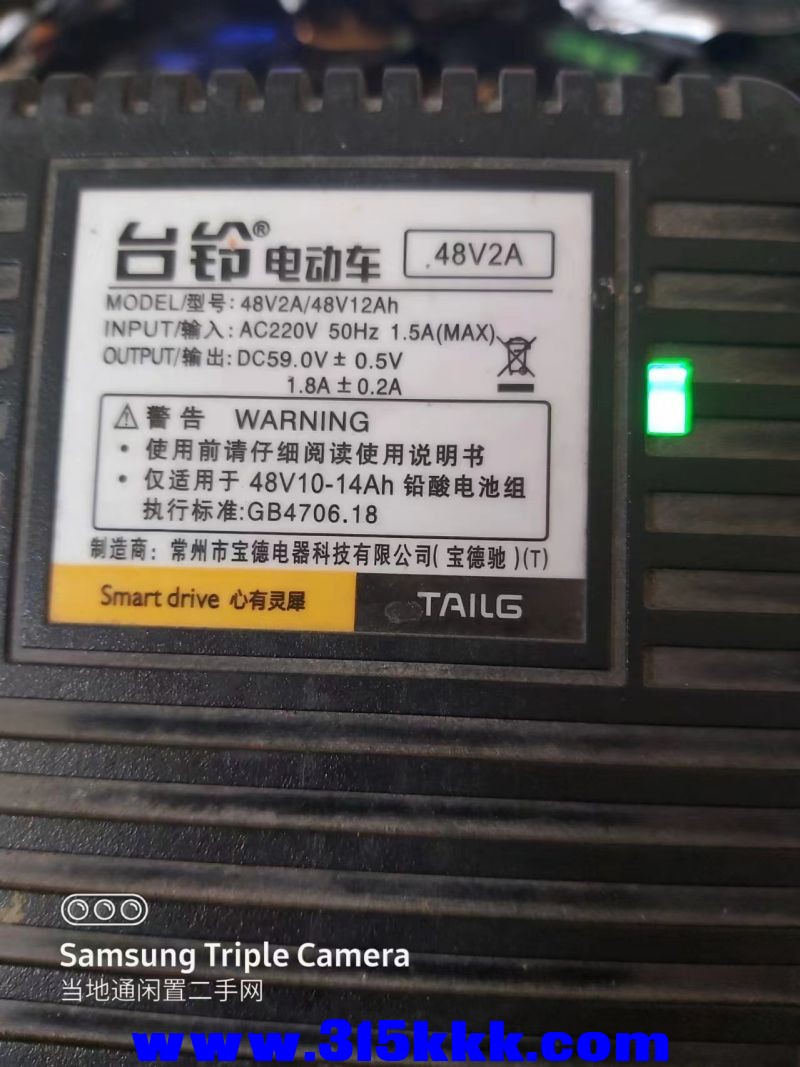 台铃® 电动车 48V2A
MODEL/型号: 48V2A/48V12Ah
INPUT/输入: AC220V 50Hz 1.5A(MAX)
OUTPUT/输出: DC59.0V± 0.5V
1.8A ± 0.2A
警告 WARNING
• 使用前请仔细阅读使用说明书
• 仅适用于 48V10-14Ah 铅酸电池组
执行标准:GB4706.18
制造商: 常州市宝德电器科技有限公司( 宝德驰 )(T)
Smart drive 心有灵犀 TAILG
Samsung Triple Camera
当地通闲置二手网
www.315kkk.com